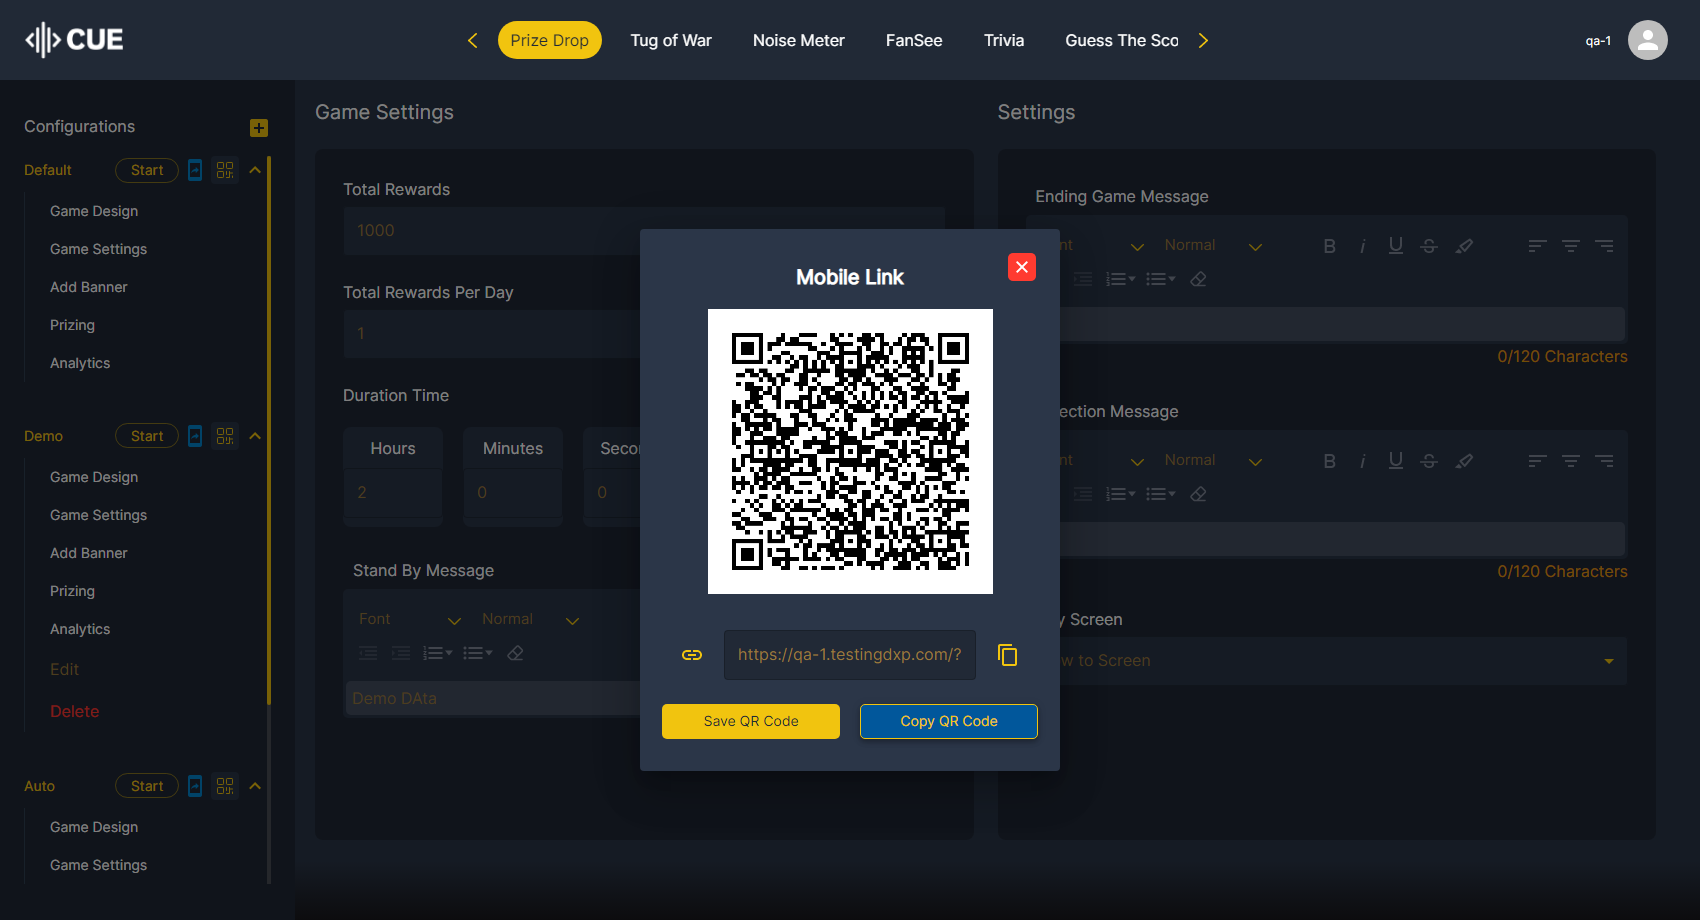 CUE
Prize Drop
Tug of War
Noise Meter
FanSee
Trivia
Guess The Sco
qa-1
Configurations
Default
Start
Game Design
Game Settings
Add Banner
Prizing
Analytics
Demo
Start
Game Design
Game Settings
Add Banner
Prizing
Analytics
Edit
Delete
Auto
Start
Game Design
Game Settings
Game Settings
Total Rewards
1000
Total Rewards Per Day
1
Duration Time
Hours
Minutes
Secon
2
0
0
Stand By Message
Font
Normal
Demo DAta
Settings
Ending Game Message
nt
Normal
0/120 Characters
ection Message
nt
Normal
0/120 Characters
y Screen
w to Screen
Mobile Link
https://qa-1.testingdxp.com/?
Save QR Code
Copy QR Code